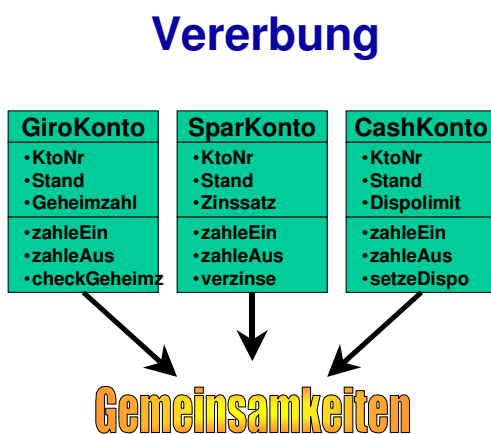 Vererbung
GiroKonto
•KtoNr
•Stand
•Geheimzahl
•zahleEin
•zahleAus
•checkGeheimz
SparKonto
•KtoNr
•Stand
•Zinssatz
•zahleEin
•zahleAus
•verzinse
CashKonto
•KtoNr
•Stand
•Dispolimit
•zahleEin
•zahleAus
•setzeDispo
Gemeinsamkeiten